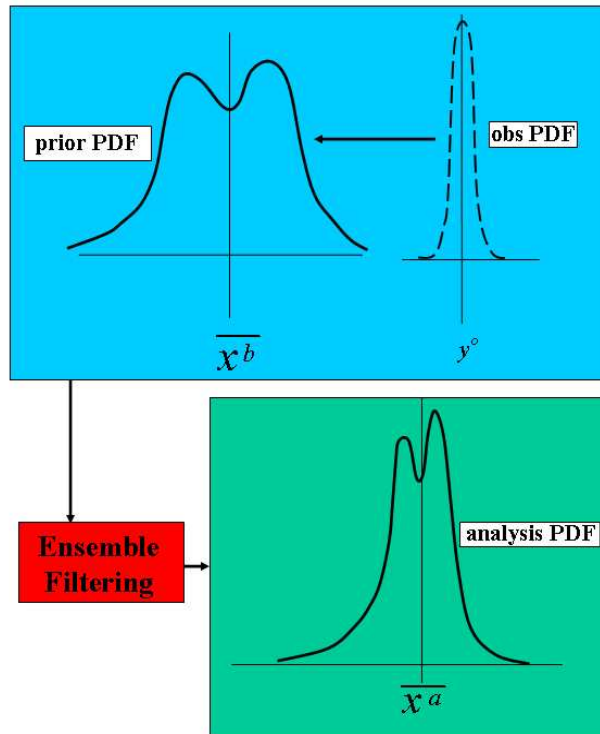 prior PDF
obs PDF
x̅ᵇ
y°
Ensemble
Filtering
analysis PDF
x̅ᵃ